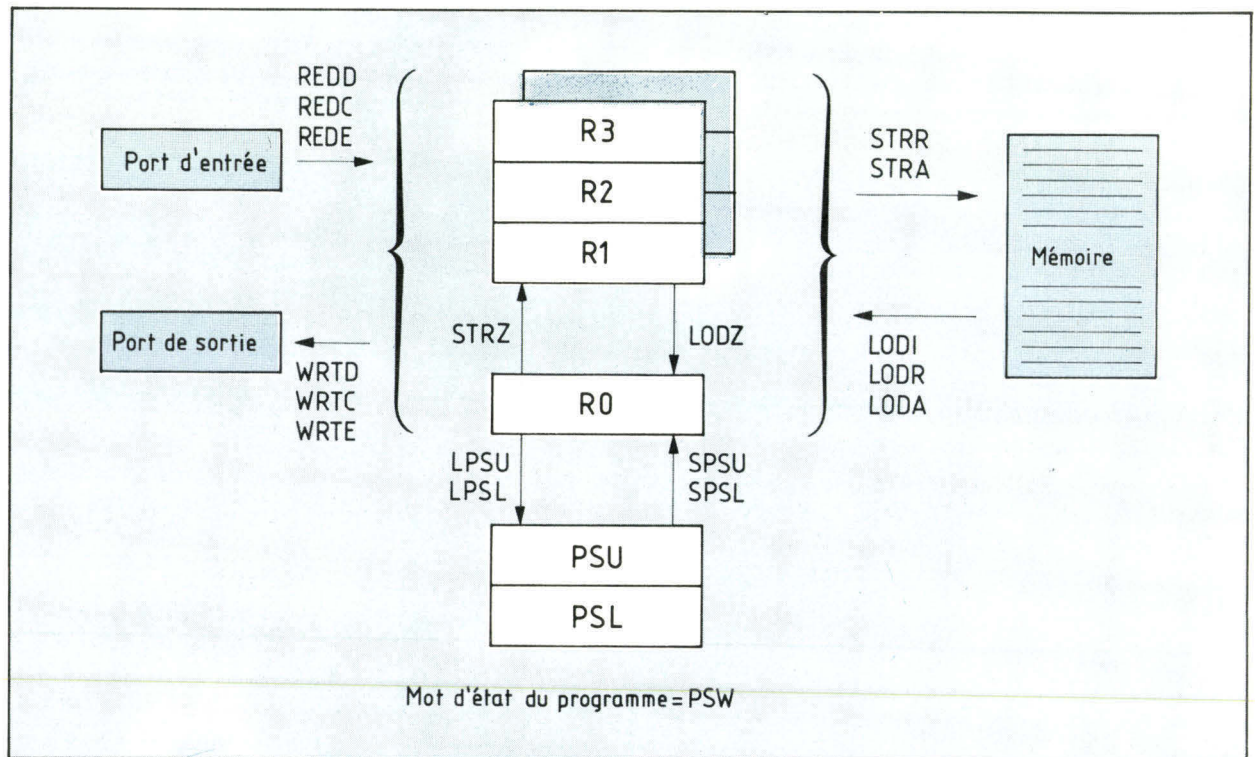 REDD
REDC
REDE
Port d'entrée
Port de sortie
WRTD
WRTC
WRTE
R3
R2
R1
STRZ
LODZ
R0
LPSU
LPSL
SPSU
SPSL
PSU
PSL
STRR
STRA
Mémoire
LODI
LODR
LODA
Mot d'état du programme=PSW